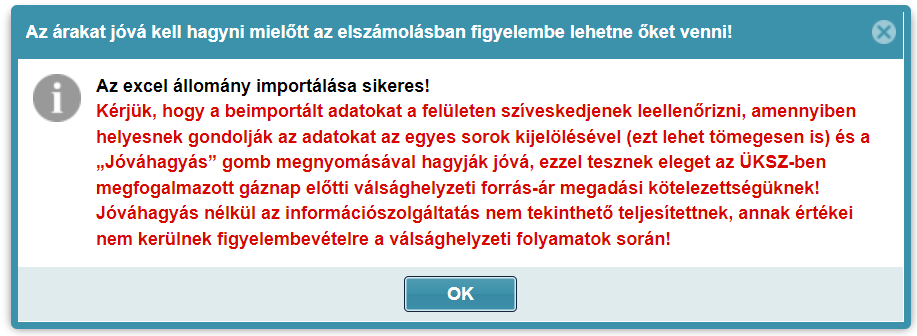 Az árakat jóvá kell hagyni mielőtt az elszámolásban figyelembe lehetne őket venni!
Az excel állomány importálása sikeres!
Kérjük, hogy a beimportált adatokat a felületen szíveskedjenek leellenőrizni, amennyiben
helyesnek gondolják az adatokat az egyes sorok kijelölésével (ezt lehet tömegesen is) és a
„Jóváhagyás” gomb megnyomásával hagyják jóvá, ezzel tesznek eleget az ÜKSZ-ben
megfogalmazott gáznap előtti válsághelyzeti forrás-ár megadási kötelezettségüknek!
Jóváhagyás nélkül az információszolgáltatás nem tekinthető teljesítettnek, annak értékei
nem kerülnek figyelembevételre a válsághelyzeti folyamatok során!
OK